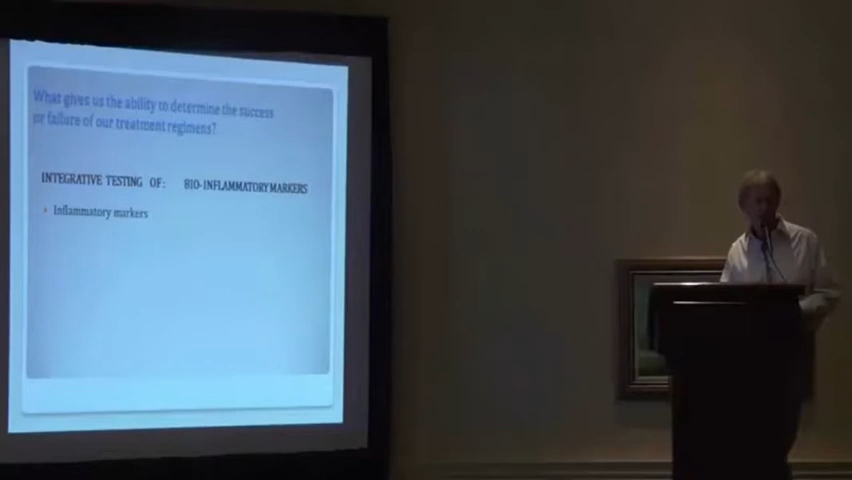 What gives us the ability to determine the success
or failure of our treatment regimens?
INTEGRATIVE TESTING OF: BIO-INFLAMMATORY MARKERS
• Inflammatory markers